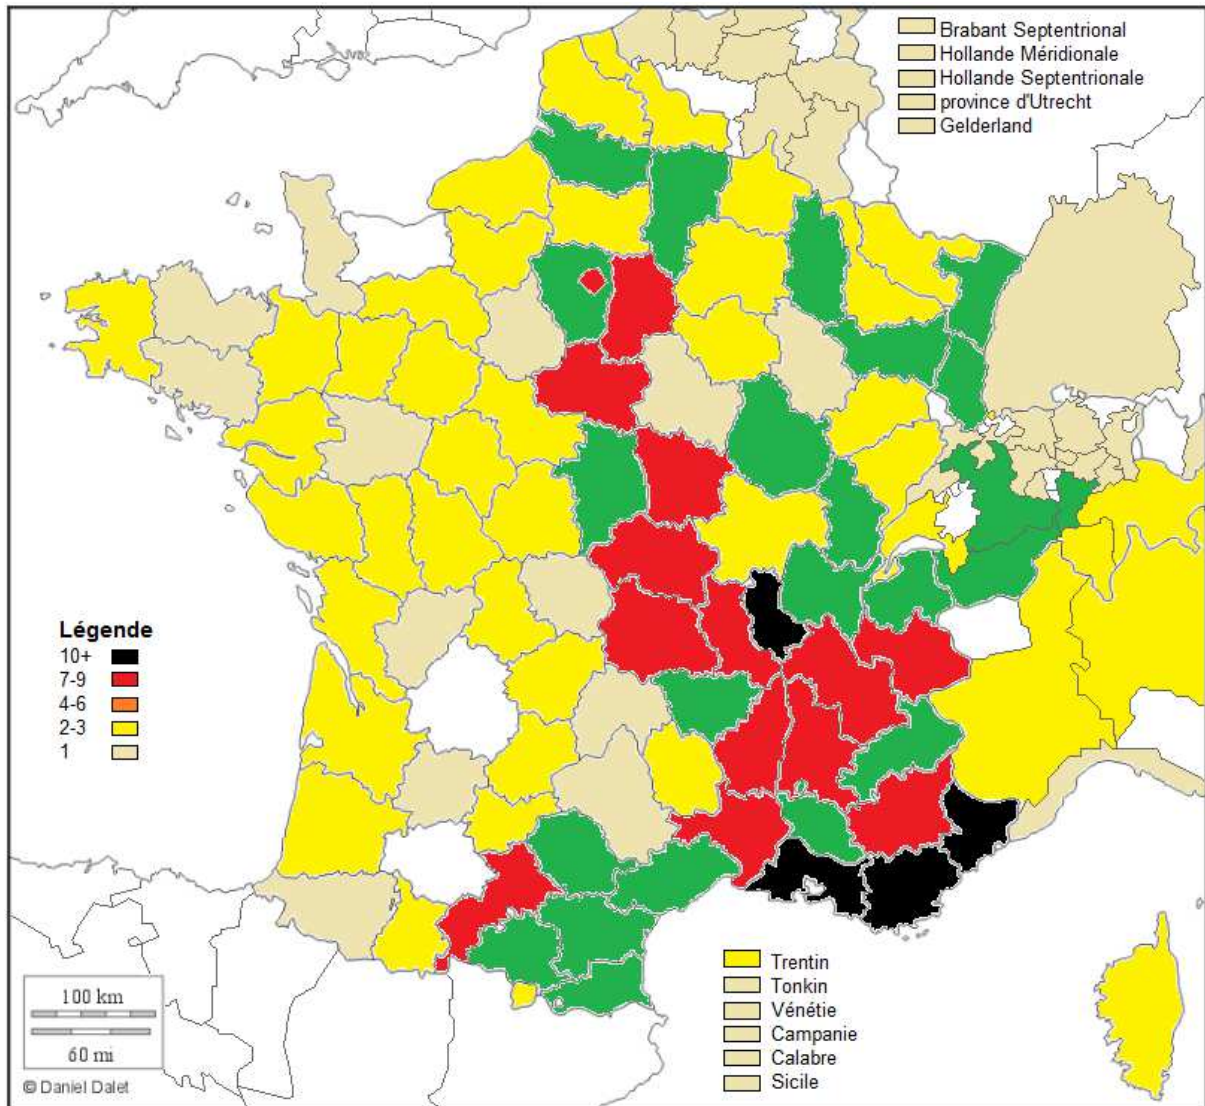 Brabant Septentrional
Hollande Méridionale
Hollande Septentrionale
province d'Utrecht
Gelderland
Légende
10+
7-9
4-6
2-3
1
Trentin
Tonkin
Vénétie
Campanie
Calabre
Sicile
100 km
60 mi
© Daniel Dalet